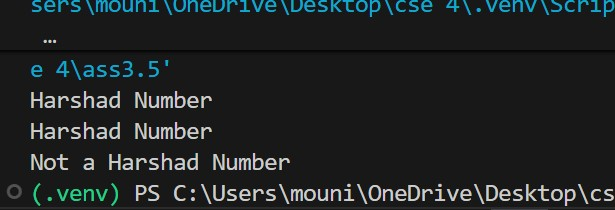 sers\mouni\OneDrive\Desktop\cse 4\.venv\Scrip
…
e 4\ass3.5'
Harshad Number
Harshad Number
Not a Harshad Number
(.venv) PS C:\Users\mouni\OneDrive\Desktop\cs